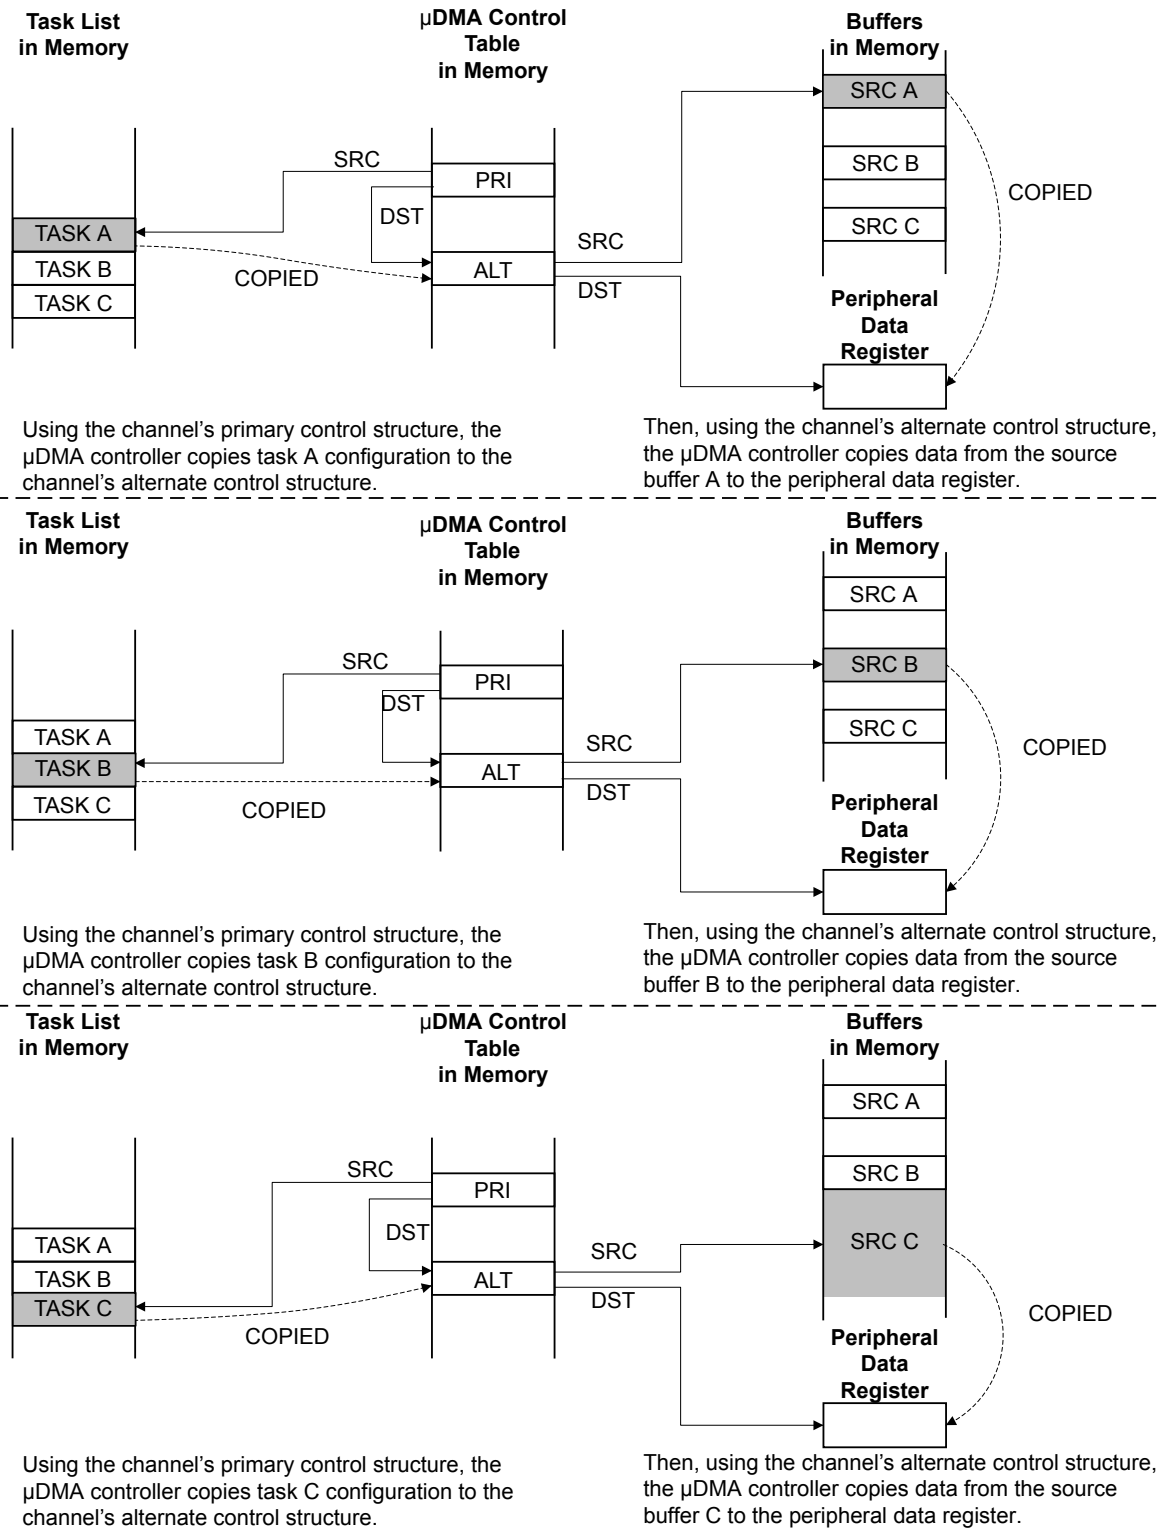 Task List
in Memory
µDMA Control
Table
in Memory
Buffers
in Memory
SRC A
SRC B
SRC C
COPIED
SRC
PRI
DST
TASK A
TASK B
TASK C
COPIED
ALT
SRC
DST
Peripheral
Data
Register
Using the channel's primary control structure, the
µDMA controller copies task A configuration to the
channel's alternate control structure.
Then, using the channel's alternate control structure,
the µDMA controller copies data from the source
buffer A to the peripheral data register.
Task List
in Memory
µDMA Control
Table
in Memory
Buffers
in Memory
SRC A
SRC B
SRC C
COPIED
SRC
PRI
DST
TASK A
TASK B
TASK C
COPIED
ALT
SRC
DST
Peripheral
Data
Register
Using the channel's primary control structure, the
µDMA controller copies task B configuration to the
channel's alternate control structure.
Then, using the channel's alternate control structure,
the µDMA controller copies data from the source
buffer B to the peripheral data register.
Task List
in Memory
µDMA Control
Table
in Memory
Buffers
in Memory
SRC A
SRC B
SRC C
COPIED
SRC
PRI
DST
TASK A
TASK B
TASK C
COPIED
ALT
SRC
DST
Peripheral
Data
Register
Using the channel's primary control structure, the
µDMA controller copies task C configuration to the
channel's alternate control structure.
Then, using the channel's alternate control structure,
the µDMA controller copies data from the source
buffer C to the peripheral data register.